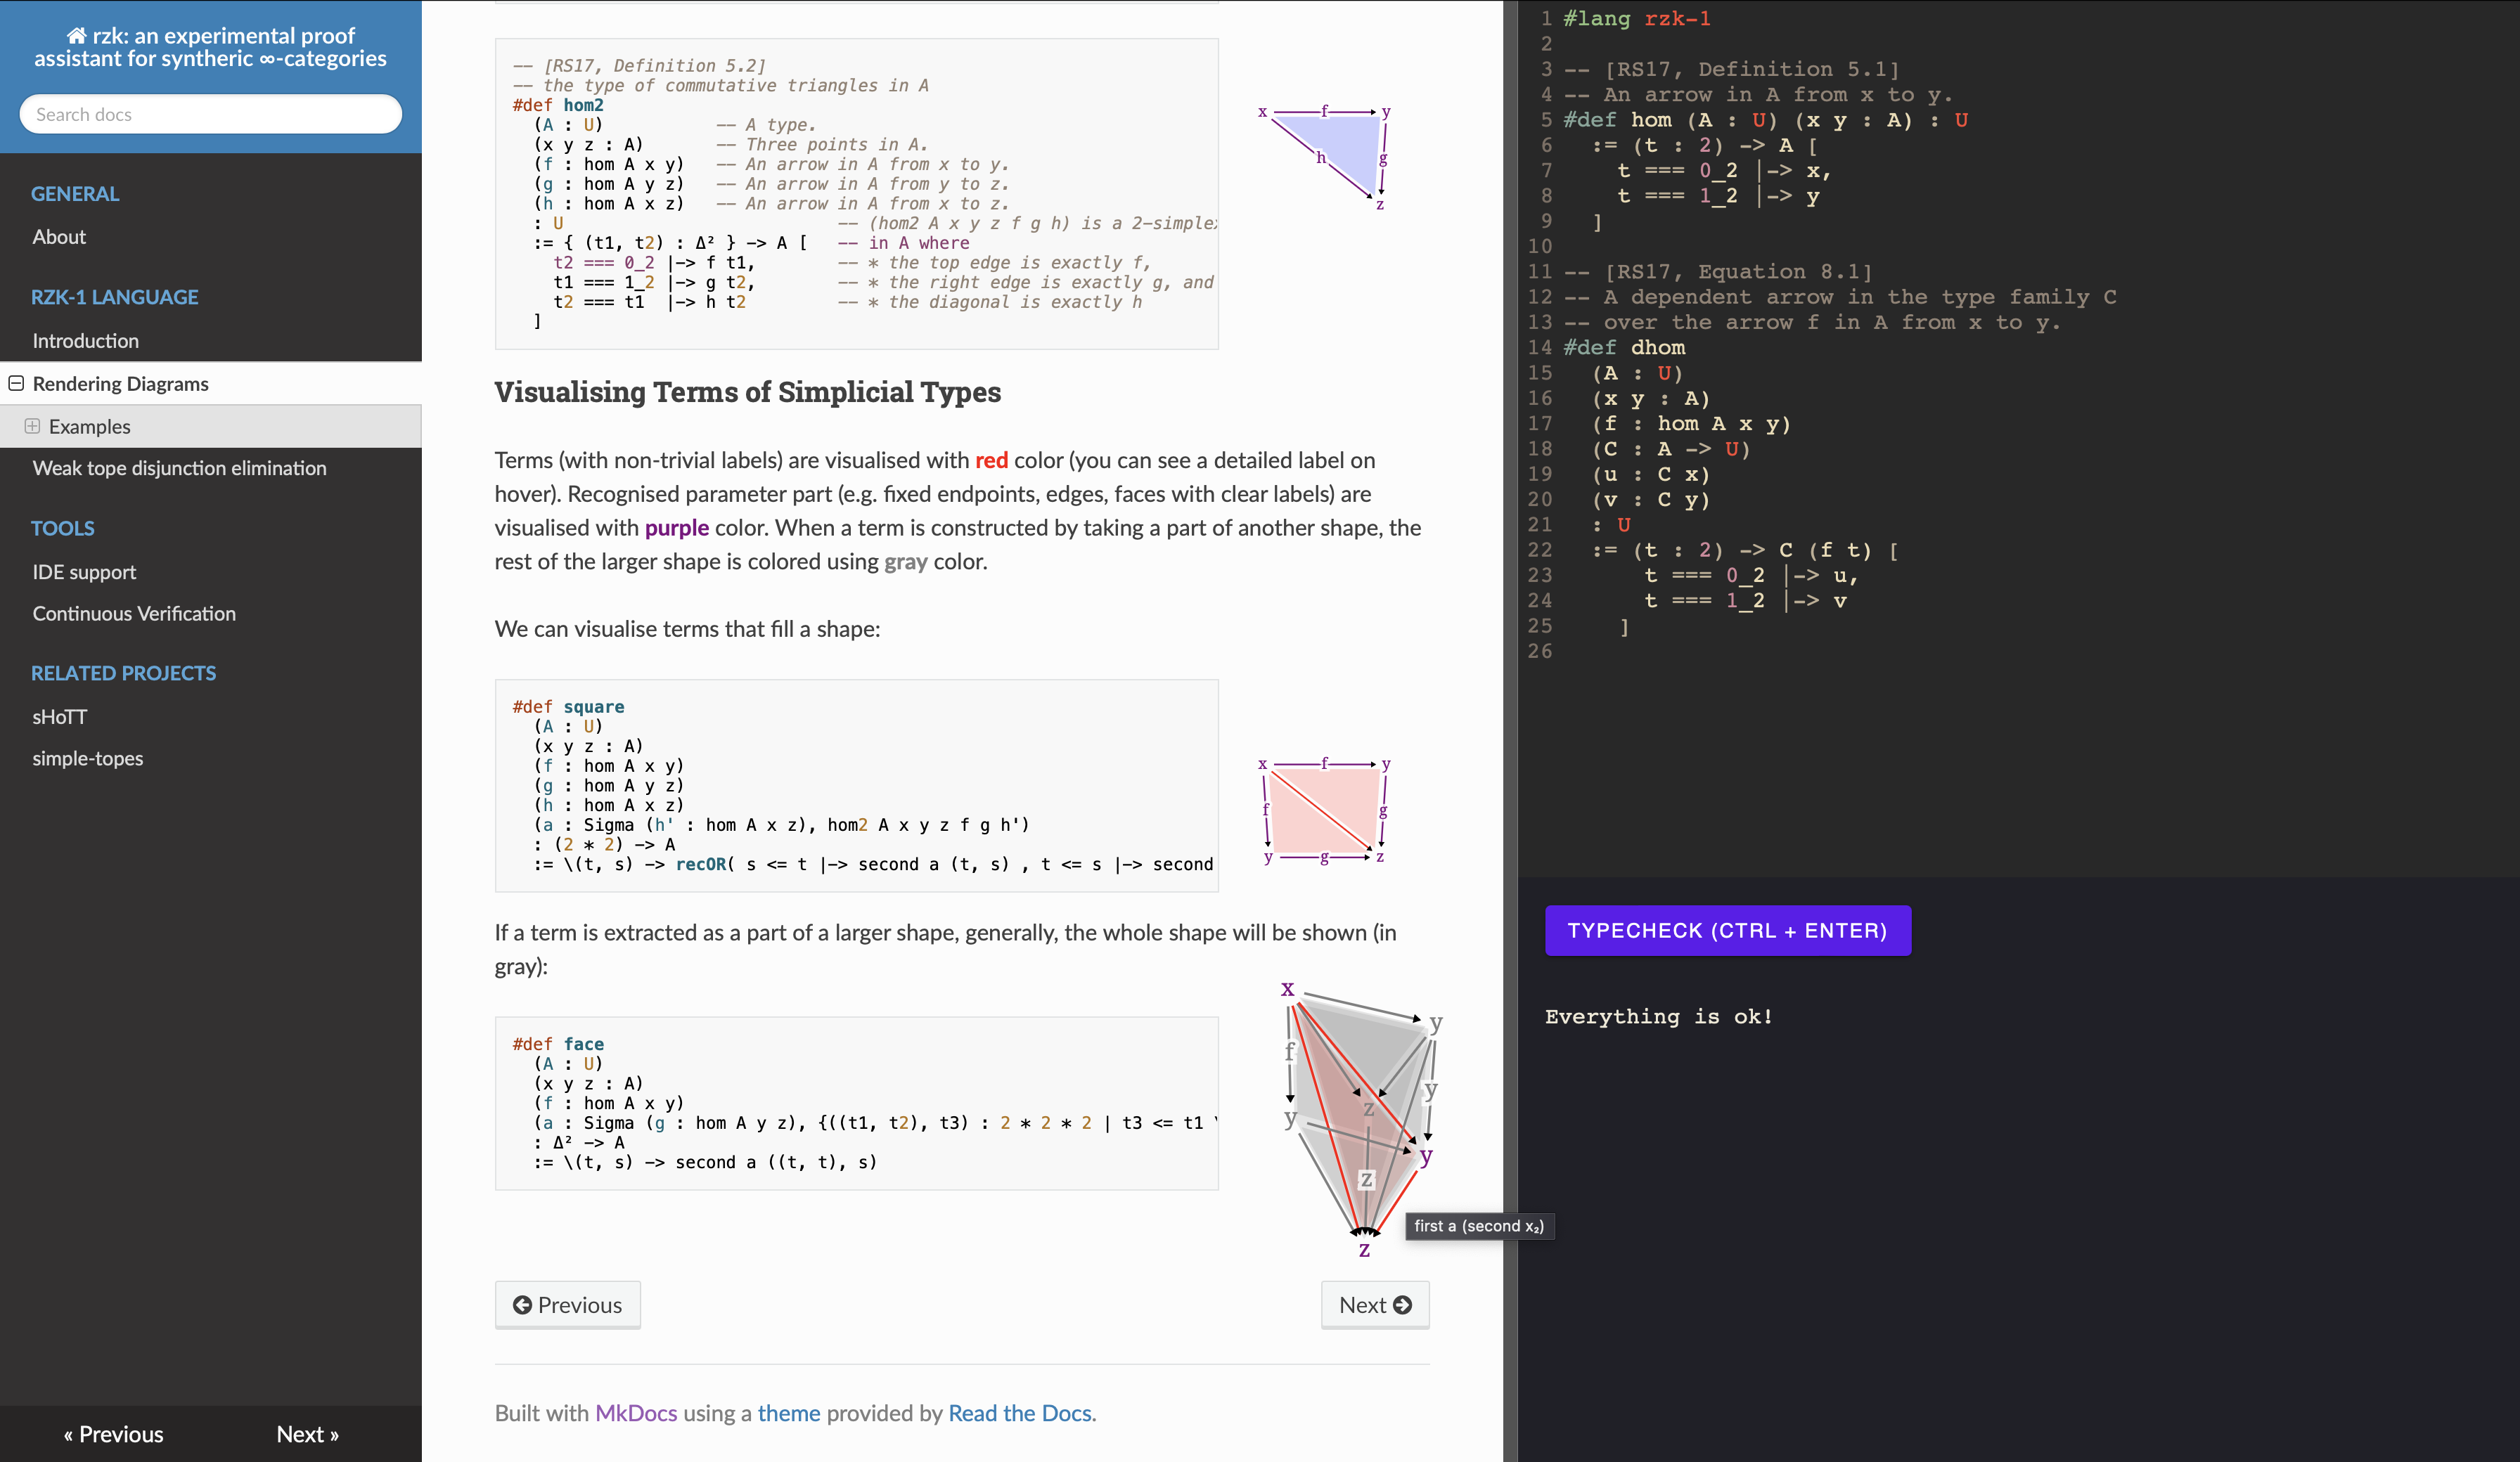 rzk: an experimental proof
assistant for syntheric ∞-categories
Search docs
GENERAL
About
RZK-1 LANGUAGE
Introduction
Rendering Diagrams
Examples
Weak tope disjunction elimination
TOOLS
IDE support
Continuous Verification
RELATED PROJECTS
sHoTT
simple-topes
« Previous
Next »
-- [RS17, Definition 5.2]
-- the type of commutative triangles in A
#def hom2
(A : U) -- A type.
(x y z : A) -- Three points in A.
(f : hom A x y) -- An arrow in A from x to y.
(g : hom A y z) -- An arrow in A from y to z.
(h : hom A x z) -- An arrow in A from x to z.
: U -- (hom2 A x y z f g h) is a 2-simplex
:= { (t1, t2) : Δ² } -> A [ -- in A where
t2 === 0_2 |-> f t1, -- * the top edge is exactly f,
t1 === 1_2 |-> g t2, -- * the right edge is exactly g, and
t2 === t1 |-> h t2 -- * the diagonal is exactly h
]
x f y
h g
z
Visualising Terms of Simplicial Types
Terms (with non-trivial labels) are visualised with red color (you can see a detailed label on
hover). Recognised parameter part (e.g. fixed endpoints, edges, faces with clear labels) are
visualised with purple color. When a term is constructed by taking a part of another shape, the
rest of the larger shape is colored using gray color.
We can visualise terms that fill a shape:
#def square
(A : U)
(x y z : A)
(f : hom A x y)
(g : hom A y z)
(h : hom A x z)
(a : Sigma (h' : hom A x z), hom2 A x y z f g h')
: (2 * 2) -> A
:= \(t, s) -> recOR( s <= t |-> second a (t, s) , t <= s |-> second
x f y
f g
y g z
If a term is extracted as a part of a larger shape, generally, the whole shape will be shown (in
gray):
#def face
(A : U)
(x y z : A)
(f : hom A x y)
(a : Sigma (g : hom A y z), {((t1, t2), t3) : 2 * 2 * 2 | t3 <= t1 \
: Δ² -> A
:= \(t, s) -> second a ((t, t), s)
x
y
f
y
z
y
y
z
z
first a (second x₂)
Previous
Next
Built with MkDocs using a theme provided by Read the Docs.
1 #lang rzk-1
2
3 -- [RS17, Definition 5.1]
4 -- An arrow in A from x to y.
5 #def hom (A : U) (x y : A) : U
6 := (t : 2) -> A [
7 t === 0_2 |-> x,
8 t === 1_2 |-> y
9 ]
10
11 -- [RS17, Equation 8.1]
12 -- A dependent arrow in the type family C
13 -- over the arrow f in A from x to y.
14 #def dhom
15 (A : U)
16 (x y : A)
17 (f : hom A x y)
18 (C : A -> U)
19 (u : C x)
20 (v : C y)
21 : U
22 := (t : 2) -> C (f t) [
23 t === 0_2 |-> u,
24 t === 1_2 |-> v
25 ]
26
TYPECHECK (CTRL + ENTER)
Everything is ok!